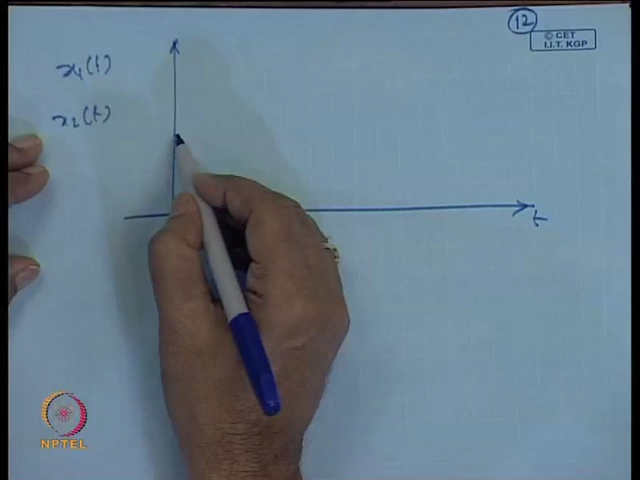 12
© CET
I.I.T. KGP
x₁(t)
x₂(t)
t
NPTEL